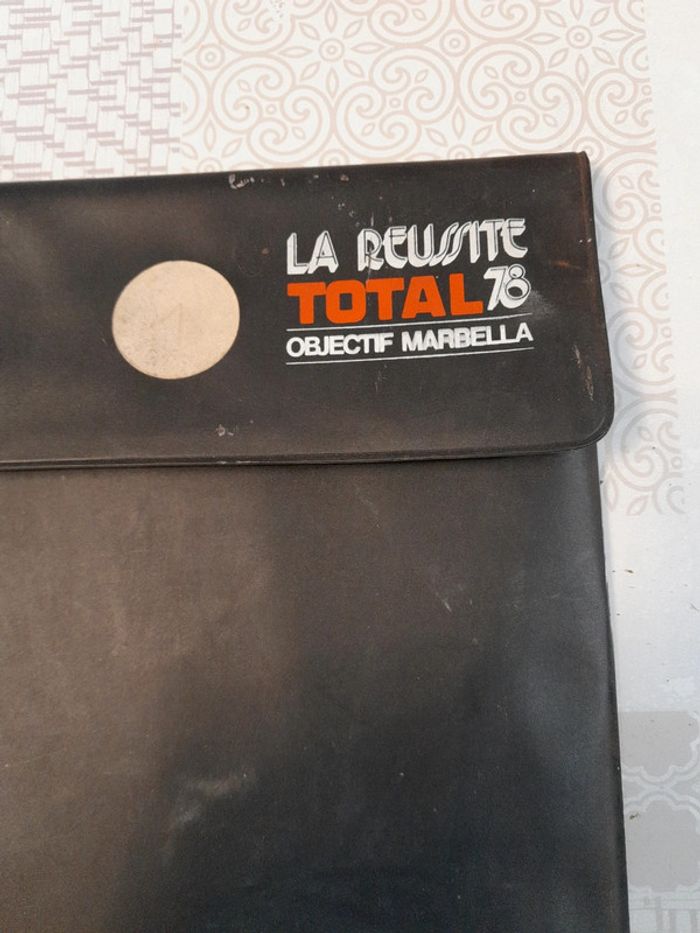 LA REUSSITE
TOTAL 78
OBJECTIF MARBELLA